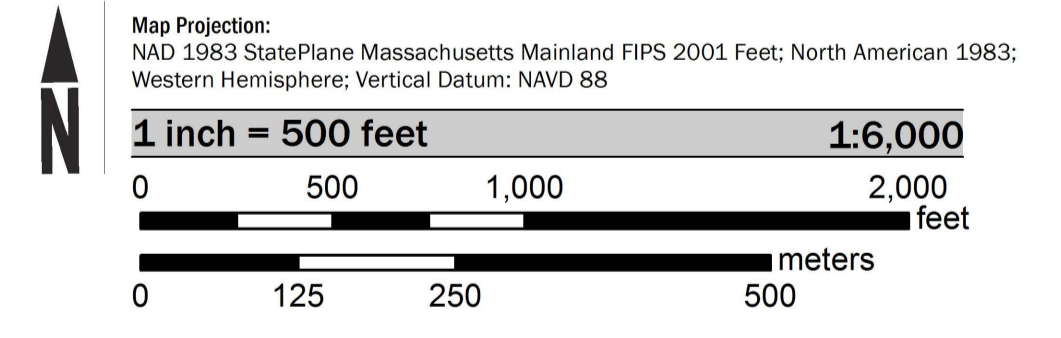 N
Map Projection:
NAD 1983 StatePlane Massachusetts Mainland FIPS 2001 Feet; North American 1983;
Western Hemisphere; Vertical Datum: NAVD 88
1 inch = 500 feet 1:6,000
0 500 1,000 2,000
feet
meters
0 125 250 500